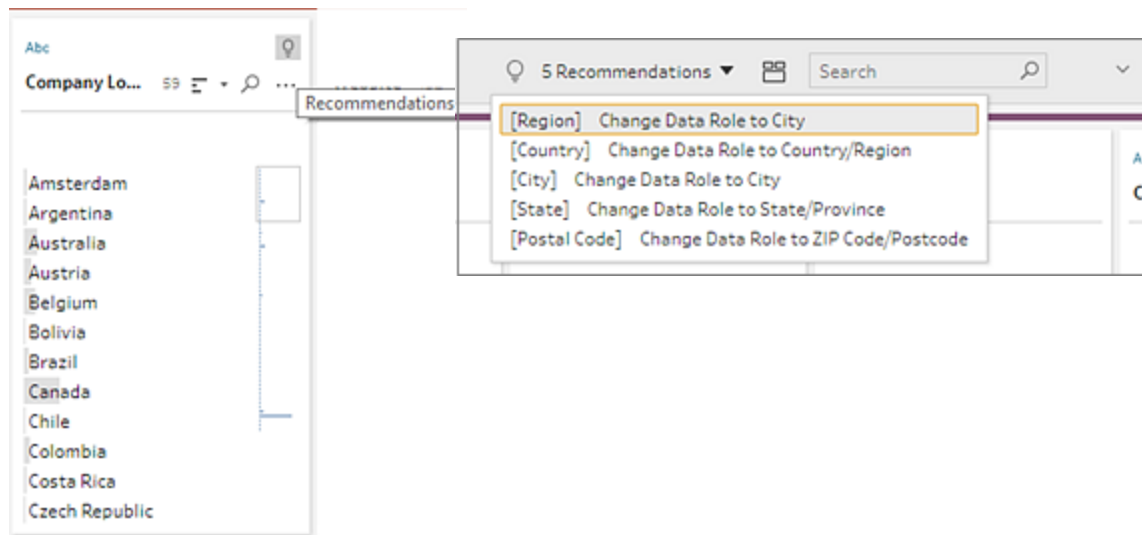 Abc
Company Lo... 59
Recommendations
Amsterdam
Argentina
Australia
Austria
Belgium
Bolivia
Brazil
Canada
Chile
Colombia
Costa Rica
Czech Republic
5 Recommendations
Search
[Region] Change Data Role to City
[Country] Change Data Role to Country/Region
[City] Change Data Role to City
[State] Change Data Role to State/Province
[Postal Code] Change Data Role to ZIP Code/Postcode